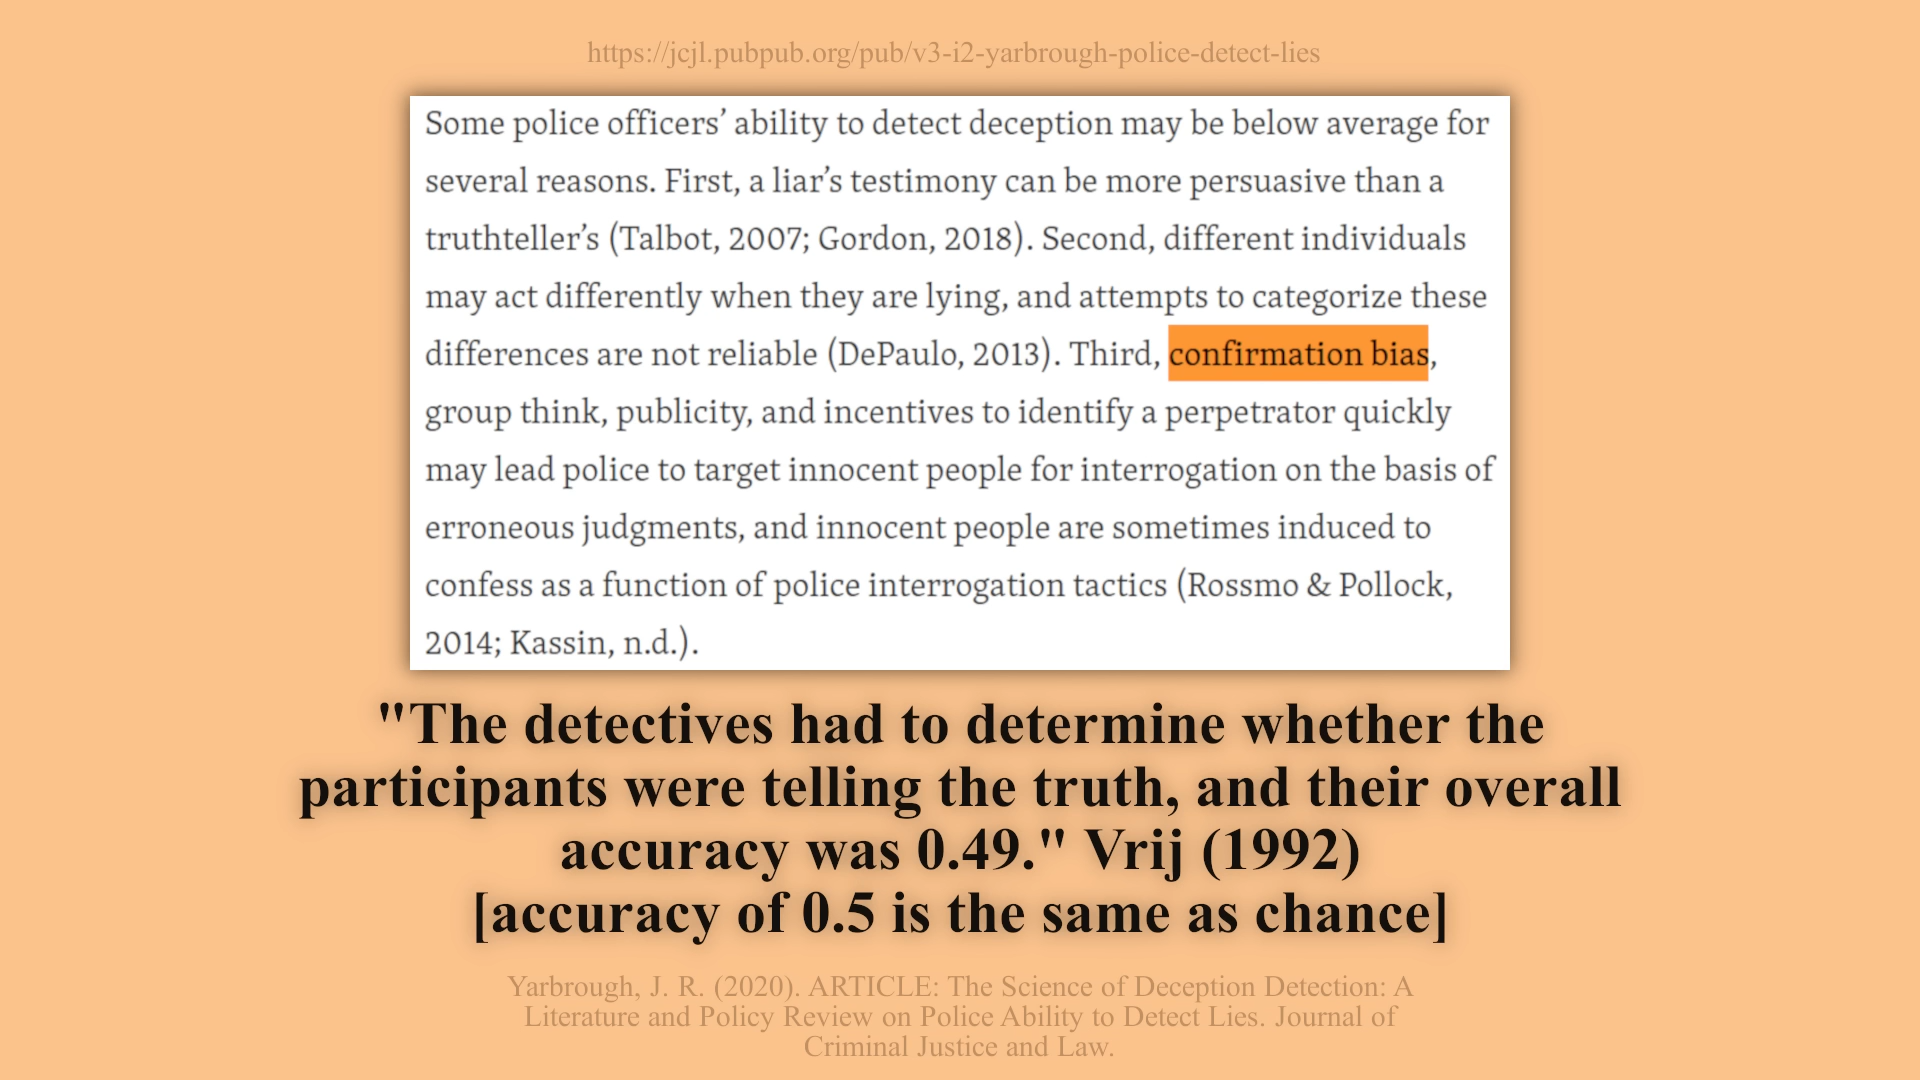 https://jcjl.pubpub.org/pub/v3-i2-yarbrough-police-detect-lies
Some police officers’ ability to detect deception may be below average for
several reasons. First, a liar’s testimony can be more persuasive than a
truthteller’s (Talbot, 2007; Gordon, 2018). Second, different individuals
may act differently when they are lying, and attempts to categorize these
differences are not reliable (DePaulo, 2013). Third, confirmation bias,
group think, publicity, and incentives to identify a perpetrator quickly
may lead police to target innocent people for interrogation on the basis of
erroneous judgments, and innocent people are sometimes induced to
confess as a function of police interrogation tactics (Rossmo & Pollock,
2014; Kassin, n.d.).
"The detectives had to determine whether the
participants were telling the truth, and their overall
accuracy was 0.49." Vrij (1992)
[accuracy of 0.5 is the same as chance]
Yarbrough, J. R. (2020). ARTICLE: The Science of Deception Detection: A
Literature and Policy Review on Police Ability to Detect Lies. Journal of
Criminal Justice and Law.